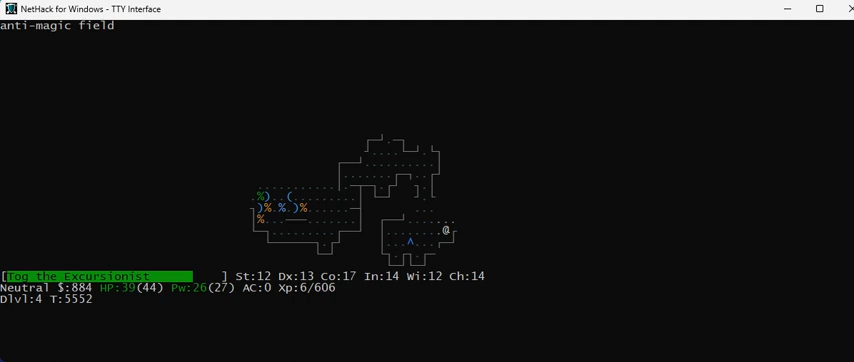 NetHack for Windows - TTY Interface
anti-magic field
[Tog the Excursionist ] St:12 Dx:13 Co:17 In:14 Wi:12 Ch:14
Neutral $:884 HP:39(44) Pw:26(27) AC:0 Xp:6/606
Dlvl:4 T:5552